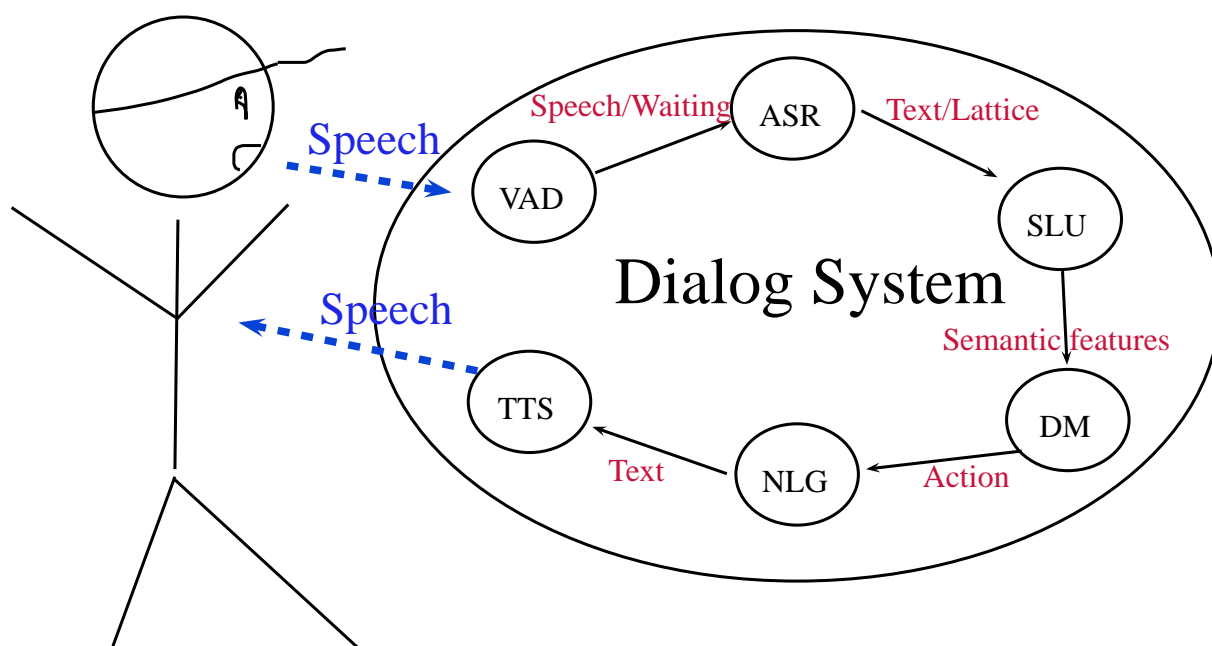 Speech/Waiting
ASR
Text/Lattice
Speech
VAD
SLU
Dialog System
Speech
Semantic features
TTS
DM
Text
NLG
Action